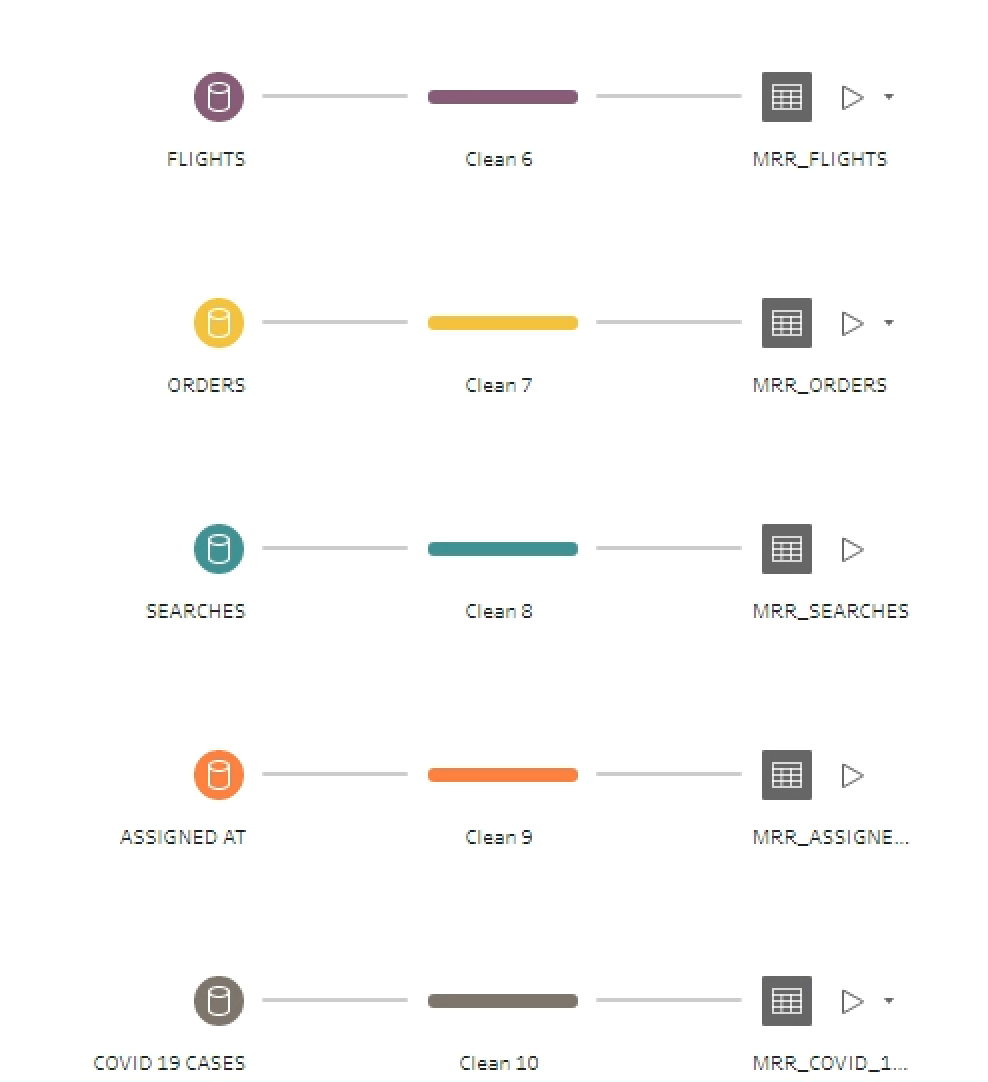 FLIGHTS Clean 6 MRR_FLIGHTS
ORDERS Clean 7 MRR_ORDERS
SEARCHES Clean 8 MRR_SEARCHES
ASSIGNED AT Clean 9 MRR_ASSIGNE...
COVID 19 CASES Clean 10 MRR_COVID_1...